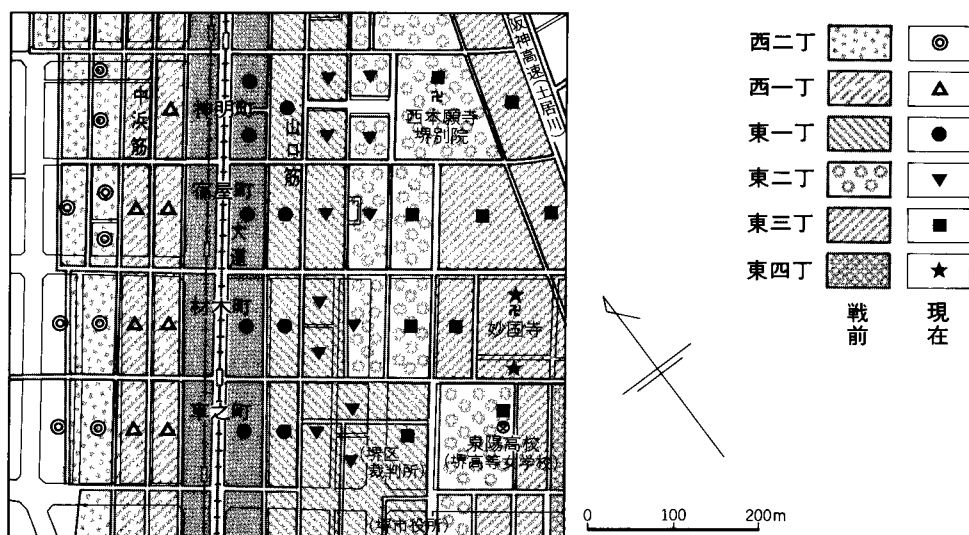 阪神高速(土居川)
神明町
中浜筋
山口筋
西本願寺
堺別院
宿屋町
大道
材木町
妙国寺
車之町
(堺区
裁判所)
泉陽高校
(堺高等女学校)
(堺市役所)
西二丁
西一丁
東一丁
東二丁
東三丁
東四丁
戦前
現在
0 100 200m